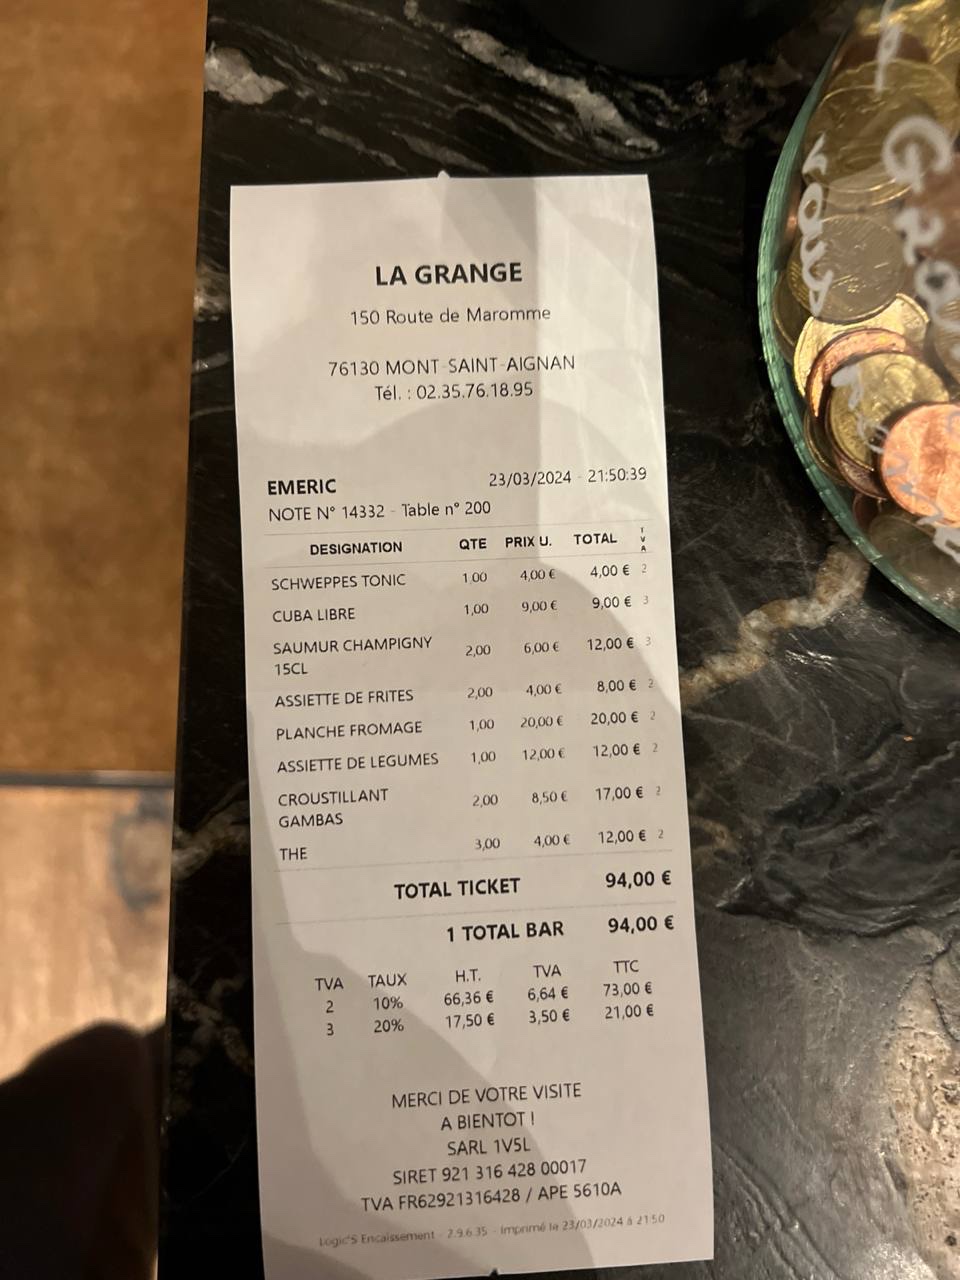 LA GRANGE
150 Route de Maromme
76130 MONT-SAINT-AIGNAN
Tél. : 02.35.76.18.95
EMERIC 23/03/2024 - 21:50:39
NOTE N° 14332 - Table n° 200
DESIGNATION QTE PRIX U. TOTAL TVA
SCHWEPPES TONIC 1,00 4,00 € 4,00 € 2
CUBA LIBRE 1,00 9,00 € 9,00 € 3
SAUMUR CHAMPIGNY 2,00 6,00 € 12,00 € 3
15CL
ASSIETTE DE FRITES 2,00 4,00 € 8,00 € 2
PLANCHE FROMAGE 1,00 20,00 € 20,00 € 2
ASSIETTE DE LEGUMES 1,00 12,00 € 12,00 € 2
CROUSTILLANT 2,00 8,50 € 17,00 € 2
GAMBAS
THE 3,00 4,00 € 12,00 € 2
TOTAL TICKET 94,00 €
1 TOTAL BAR 94,00 €
TVA TAUX H.T. TVA TTC
2 10% 66,36 € 6,64 € 73,00 €
3 20% 17,50 € 3,50 € 21,00 €
MERCI DE VOTRE VISITE
A BIENTOT !
SARL 1V5L
SIRET 921 316 428 00017
TVA FR62921316428 / APE 5610A
Logic'S Encaissement - 2.9.6.35 - Imprimé le 23/03/2024 à 21:50
vous